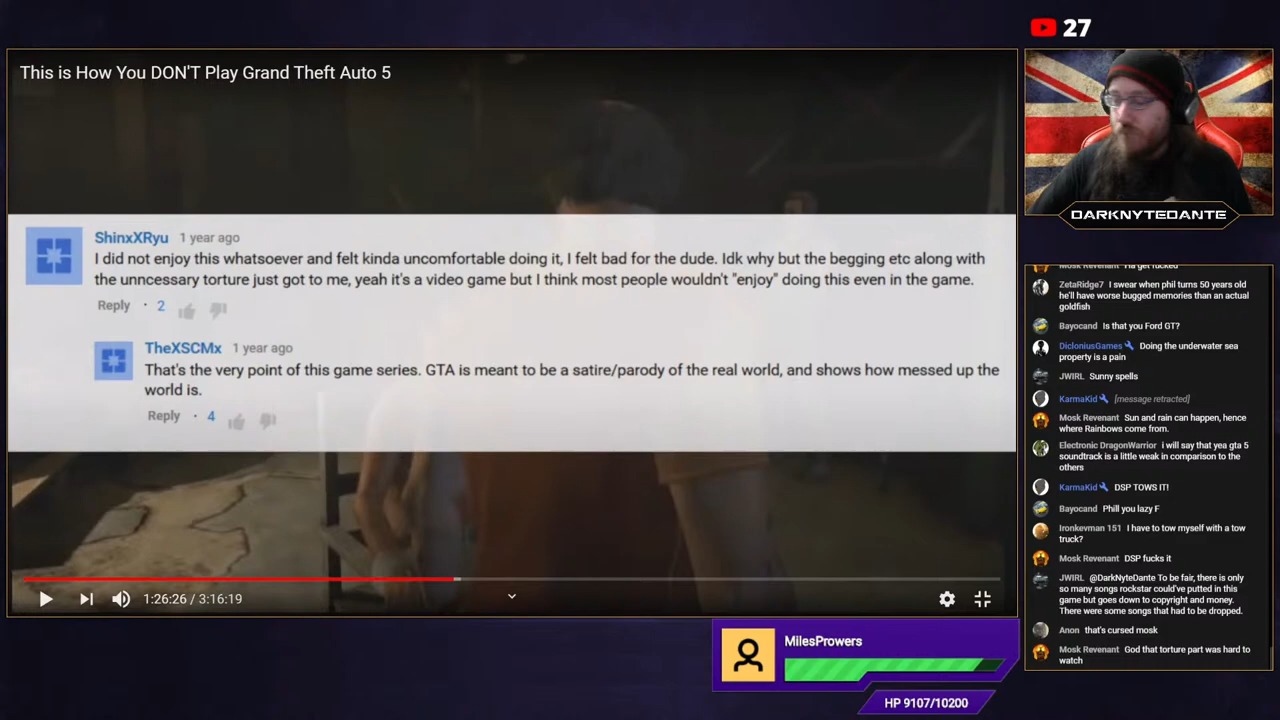 27
This is How You DON'T Play Grand Theft Auto 5
ShinxXRyu 1 year ago
I did not enjoy this whatsoever and felt kinda uncomfortable doing it, I felt bad for the dude. Idk why but the begging etc along with
the unncessary torture just got to me, yeah it's a video game but I think most people wouldn't "enjoy" doing this even in the game.
Reply · 2
TheXSCMx 1 year ago
That's the very point of this game series. GTA is meant to be a satire/parody of the real world, and shows how messed up the
world is.
Reply · 4
1:26:26 / 3:16:19
DARKNYTEDANTE
Mosk Revenant
ZetaRidge7 I swear when phil turns 50 years old
he'll have worse bugged memories than an actual
goldfish
Bayocand Is that you Ford GT?
DicloniusGames Doing the underwater sea
property is a pain
JWIRL Sunny spells
KarmaKid [message retracted]
Mosk Revenant Sun and rain can happen, hence
where Rainbows come from.
Electronic DragonWarrior i will say that yea gta 5
soundtrack is a little weak in comparison to the
others
KarmaKid DSP TOWS IT!
Bayocand Phill you lazy F
Ironkevman 151 I have to tow myself with a tow
truck?
Mosk Revenant DSP fucks it
JWIRL @DarkNyteDante To be fair, there is only
so many songs rockstar could've putted in this
game but goes down to copyright and money.
There were some songs that had to be dropped.
Anon that's cursed mosk
Mosk Revenant God that torture part was hard to
watch
MilesProwers
HP 9107/10200